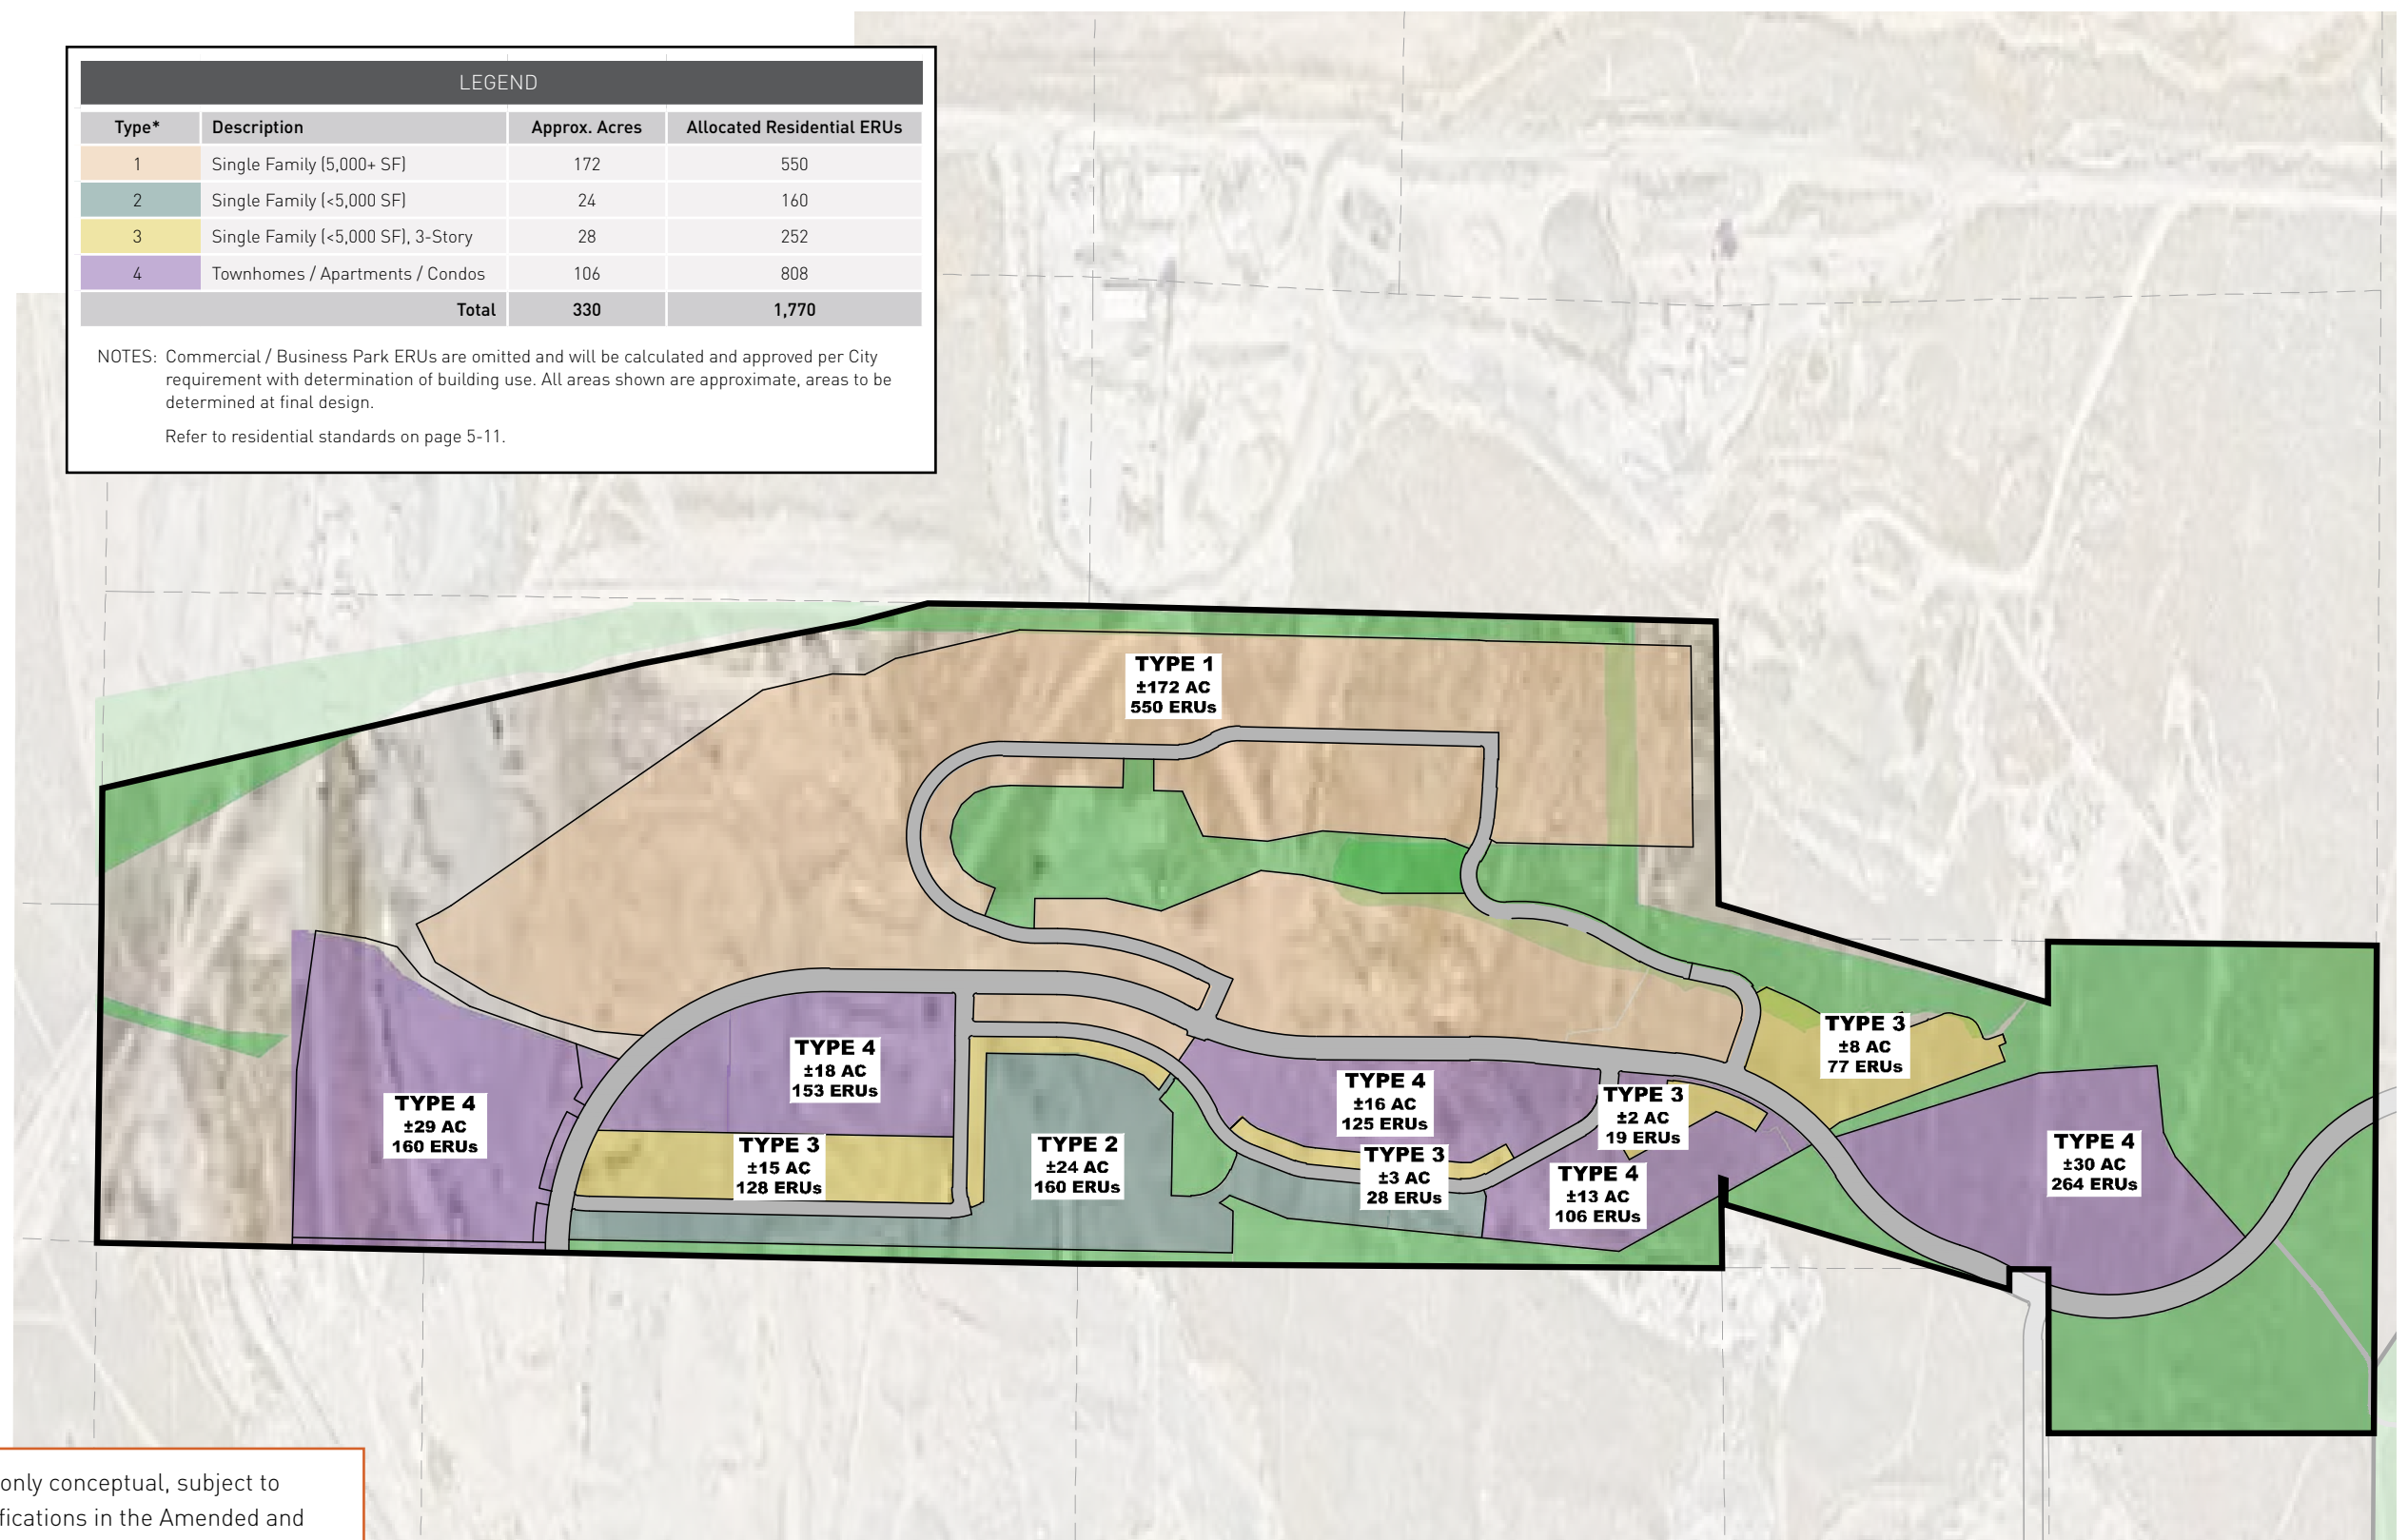 LEGEND
Type* Description Approx. Acres Allocated Residential ERUs
1 Single Family (5,000+ SF) 172 550
2 Single Family (<5,000 SF) 24 160
3 Single Family (<5,000 SF), 3-Story 28 252
4 Townhomes / Apartments / Condos 106 808
Total 330 1,770
NOTES: Commercial / Business Park ERUs are omitted and will be calculated and approved per City
requirement with determination of building use. All areas shown are approximate, areas to be
determined at final design.
Refer to residential standards on page 5-11.
TYPE 1
±172 AC
550 ERUs
TYPE 3
±8 AC
77 ERUs
TYPE 4
±18 AC
153 ERUs
TYPE 4
±16 AC
125 ERUs
TYPE 3
±2 AC
19 ERUs
TYPE 4
±29 AC
160 ERUs
TYPE 3
±15 AC
128 ERUs
TYPE 2
±24 AC
160 ERUs
TYPE 3
±3 AC
28 ERUs
TYPE 4
±13 AC
106 ERUs
TYPE 4
±30 AC
264 ERUs
only conceptual, subject to
fications in the Amended and